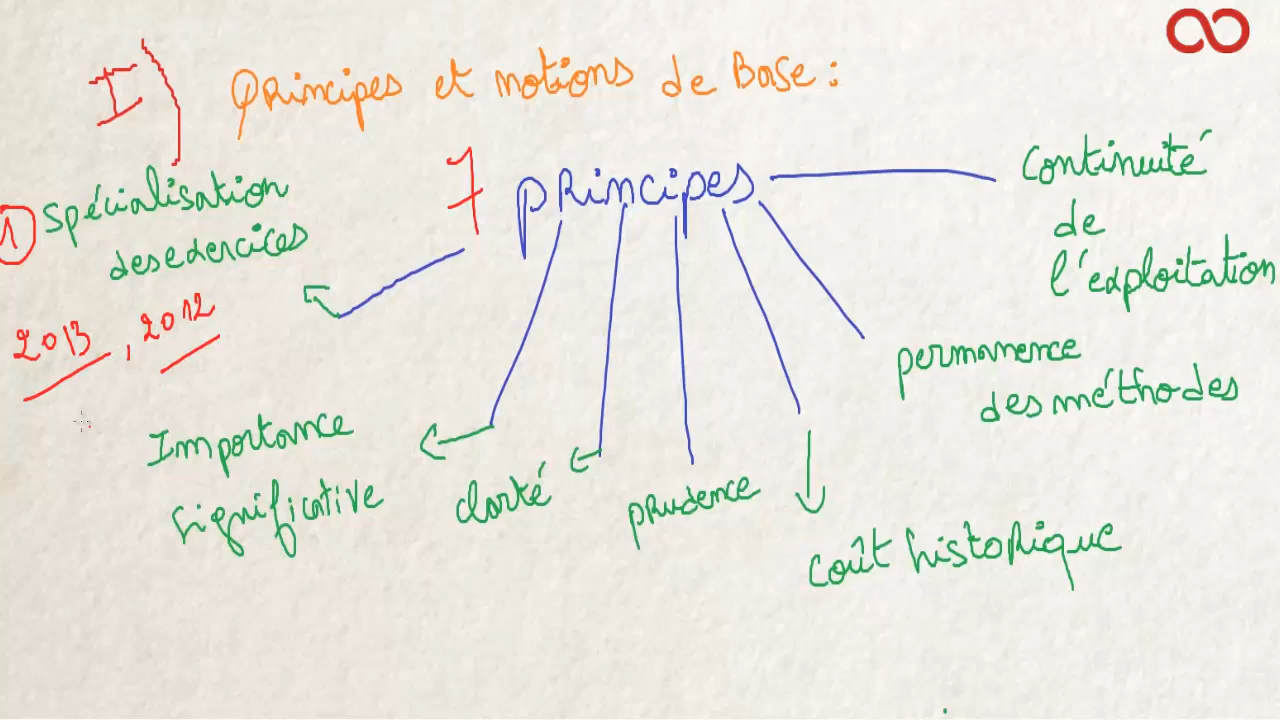 I) Principes et notions de Base :
7 principes
① Spécialisation
des exercices
2013, 2012
Importance
significative
clarté
prudence
coût historique
permanence
des méthodes
Continuité
de
l'exploitation